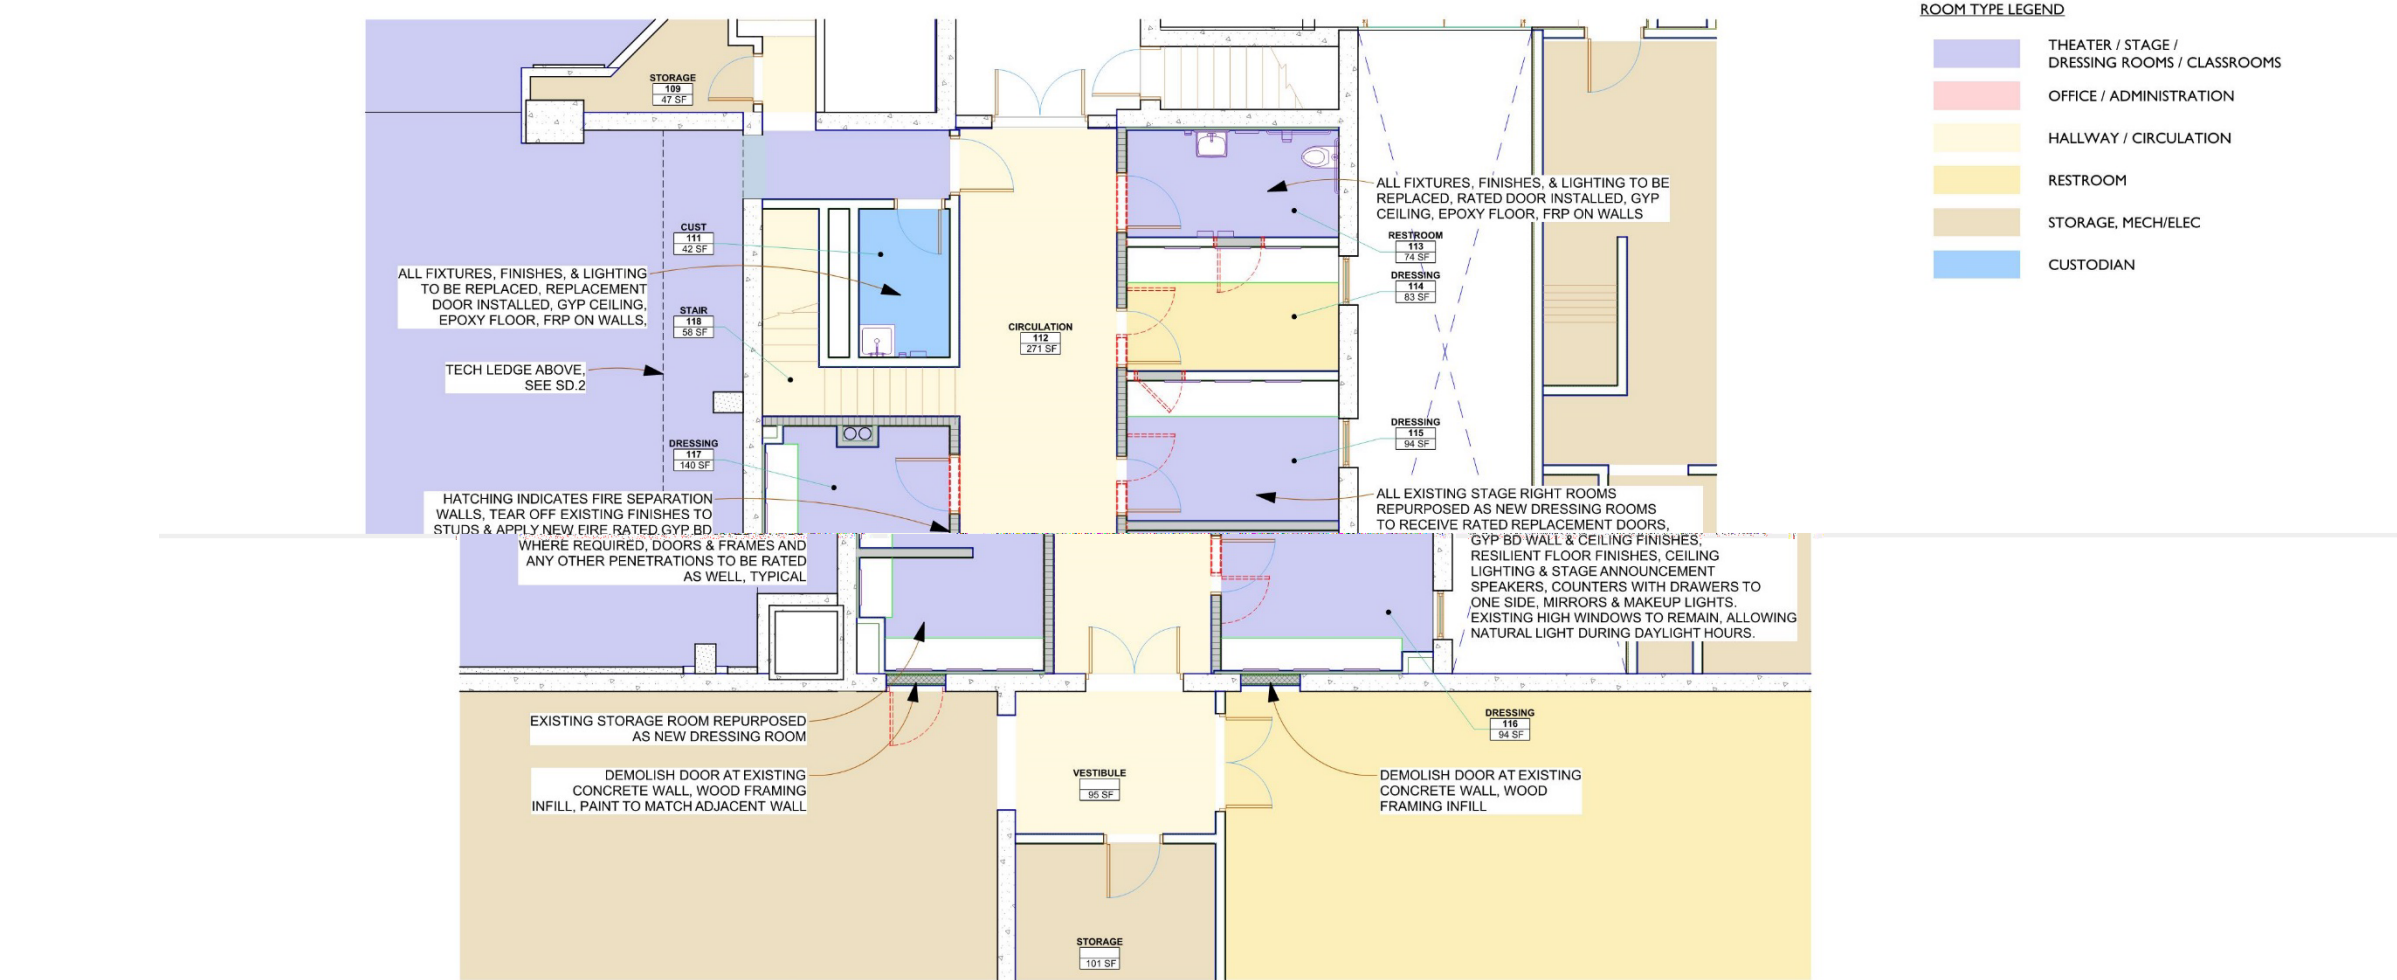 ROOM TYPE LEGEND
THEATER / STAGE /
DRESSING ROOMS / CLASSROOMS
OFFICE / ADMINISTRATION
HALLWAY / CIRCULATION
RESTROOM
STORAGE, MECH/ELEC
CUSTODIAN
STORAGE
109
47 SF
ALL FIXTURES, FINISHES, & LIGHTING TO BE
REPLACED, RATED DOOR INSTALLED, GYP
CEILING, EPOXY FLOOR, FRP ON WALLS
CUST
111
42 SF
RESTROOM
113
74 SF
ALL FIXTURES, FINISHES, & LIGHTING
TO BE REPLACED, REPLACEMENT
DOOR INSTALLED, GYP CEILING,
EPOXY FLOOR, FRP ON WALLS,
DRESSING
114
83 SF
STAIR
118
58 SF
CIRCULATION
112
271 SF
TECH LEDGE ABOVE,
SEE SD.2
DRESSING
117
140 SF
DRESSING
115
94 SF
HATCHING INDICATES FIRE SEPARATION
WALLS, TEAR OFF EXISTING FINISHES TO
STUDS & APPLY NEW FIRE RATED GYP BD
WHERE REQUIRED, DOORS & FRAMES AND
ANY OTHER PENETRATIONS TO BE RATED
AS WELL, TYPICAL
ALL EXISTING STAGE RIGHT ROOMS
REPURPOSED AS NEW DRESSING ROOMS
TO RECEIVE RATED REPLACEMENT DOORS,
GYP BD WALL & CEILING FINISHES,
RESILIENT FLOOR FINISHES, CEILING
LIGHTING & STAGE ANNOUNCEMENT
SPEAKERS, COUNTERS WITH DRAWERS TO
ONE SIDE, MIRRORS & MAKEUP LIGHTS.
EXISTING HIGH WINDOWS TO REMAIN, ALLOWING
NATURAL LIGHT DURING DAYLIGHT HOURS.
EXISTING STORAGE ROOM REPURPOSED
AS NEW DRESSING ROOM
DRESSING
116
94 SF
DEMOLISH DOOR AT EXISTING
CONCRETE WALL, WOOD FRAMING
INFILL, PAINT TO MATCH ADJACENT WALL
VESTIBULE
95 SF
DEMOLISH DOOR AT EXISTING
CONCRETE WALL, WOOD
FRAMING INFILL
STORAGE
101 SF